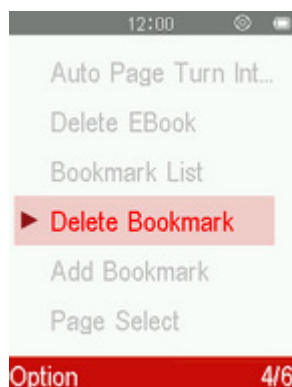 12:00
Auto Page Turn Int...
Delete EBook
Bookmark List
Delete Bookmark
Add Bookmark
Page Select
Option 4/6